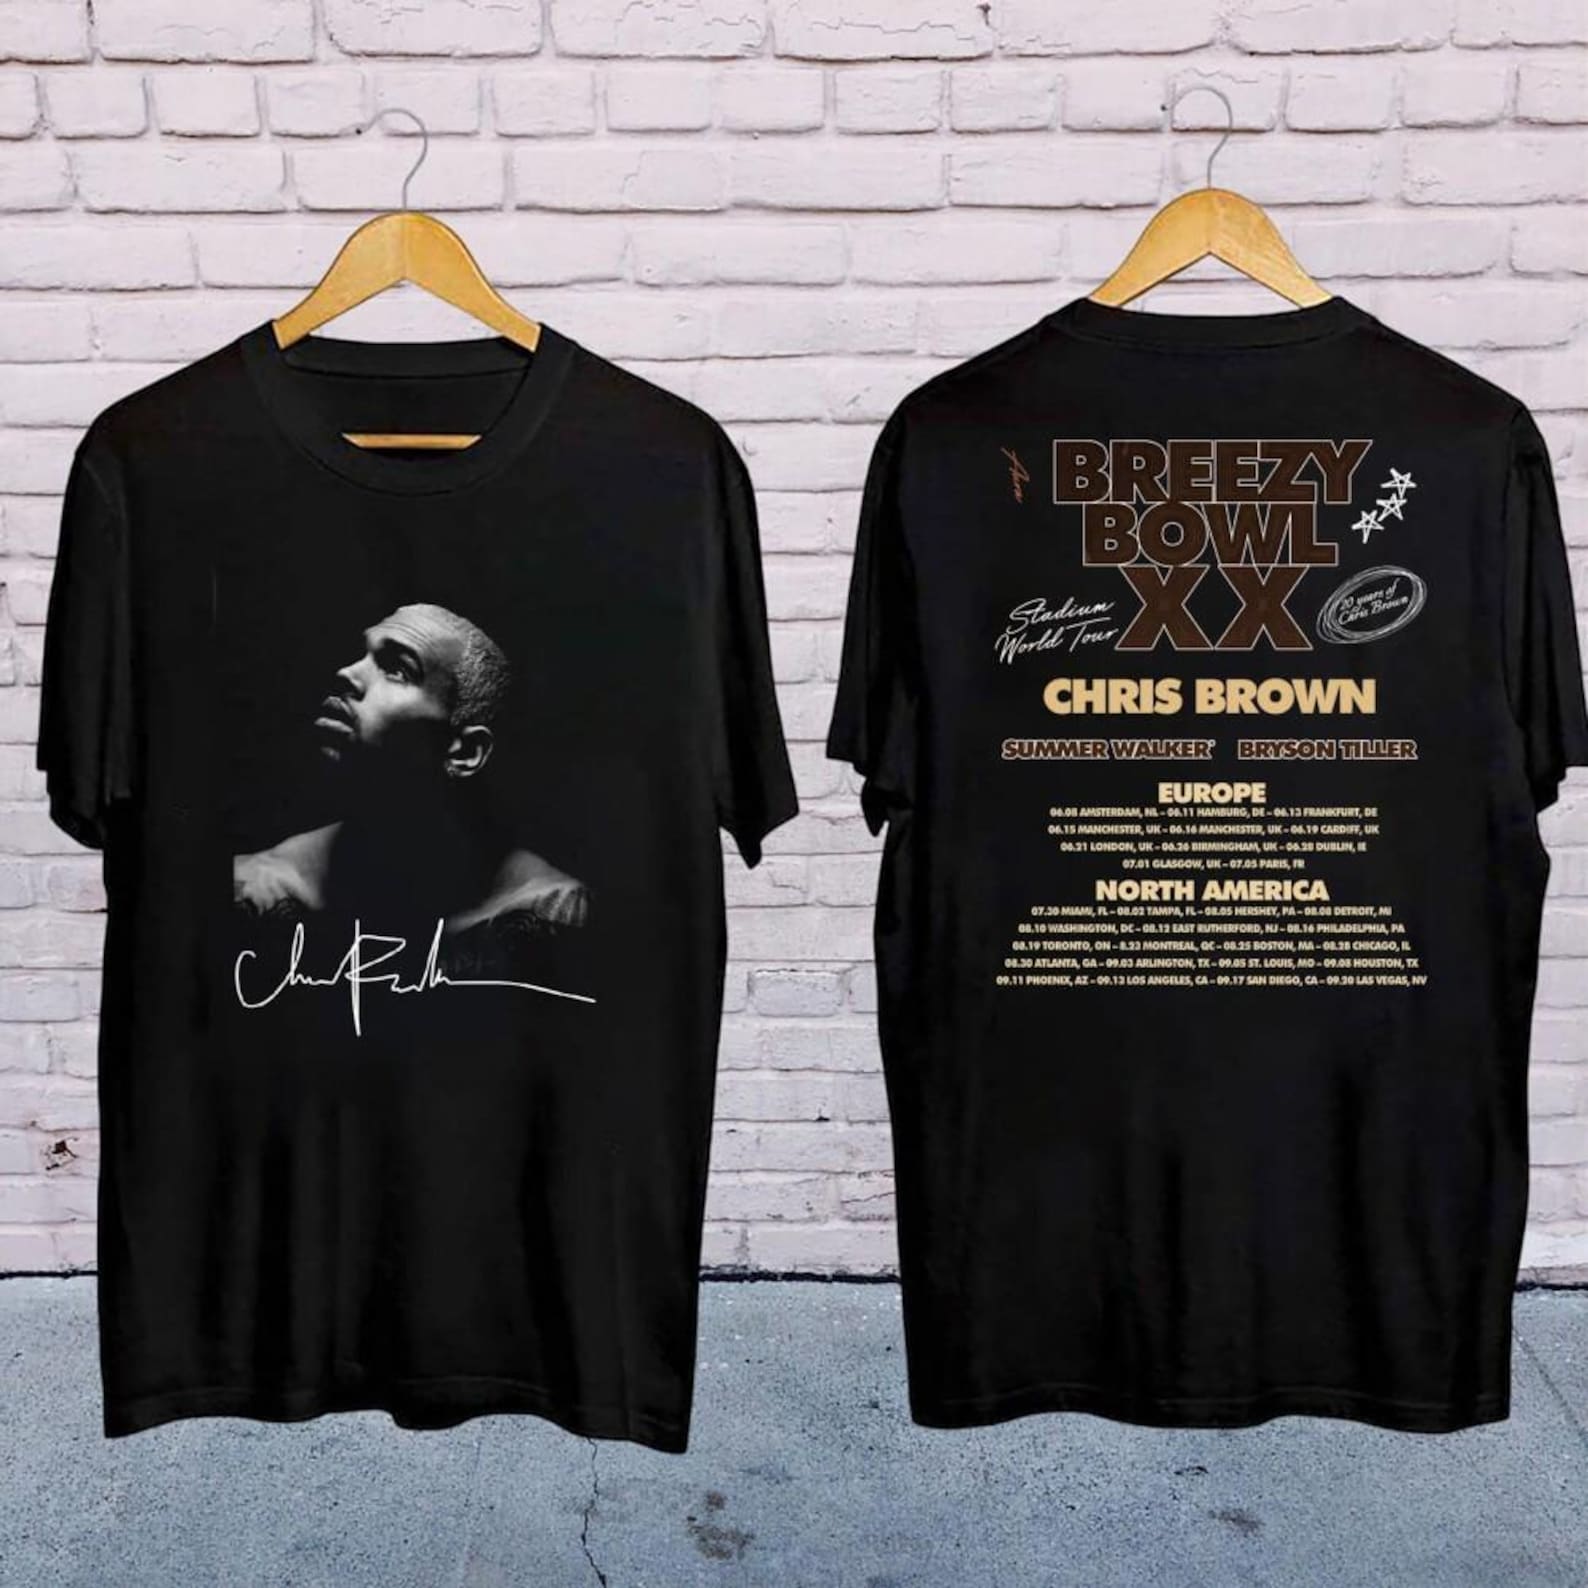 Chris Brown
Aura
BREEZY
BOWL
XX
Stadium
World Tour
20 years of
Chris Brown
CHRIS BROWN
SUMMER WALKER BRYSON TILLER
EUROPE
06.08 AMSTERDAM, NL – 06.11 HAMBURG, DE – 06.13 FRANKFURT, DE
06.15 MANCHESTER, UK – 06.16 MANCHESTER, UK – 06.19 CARDIFF, UK
06.21 LONDON, UK – 06.26 BIRMINGHAM, UK – 06.28 DUBLIN, IE
07.01 GLASGOW, UK – 07.05 PARIS, FR
NORTH AMERICA
07.30 MIAMI, FL – 08.02 TAMPA, FL – 08.05 HERSHEY, PA – 08.08 DETROIT, MI
08.10 WASHINGTON, DC – 08.12 EAST RUTHERFORD, NJ – 08.16 PHILADELPHIA, PA
08.19 TORONTO, ON – 8.22 MONTREAL, QC – 08.25 BOSTON, MA – 08.28 CHICAGO, IL
08.30 ATLANTA, GA – 09.03 ARLINGTON, TX – 09.05 ST. LOUIS, MO – 09.08 HOUSTON, TX
09.11 PHOENIX, AZ – 09.13 LOS ANGELES, CA – 09.17 SAN DIEGO, CA – 09.20 LAS VEGAS, NV